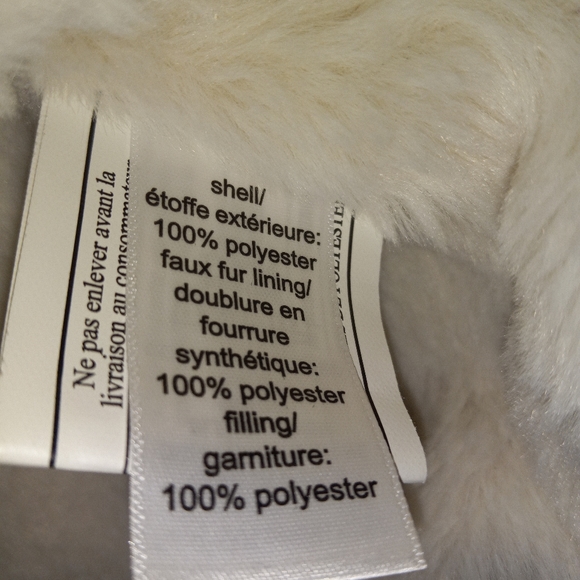 shell/
étoffe extérieure:
100% polyester
faux fur lining/
doublure en
fourrure
synthétique:
100% polyester
filling/
garniture:
100% polyester
Ne pas enlever avant la
livraison au consommateur